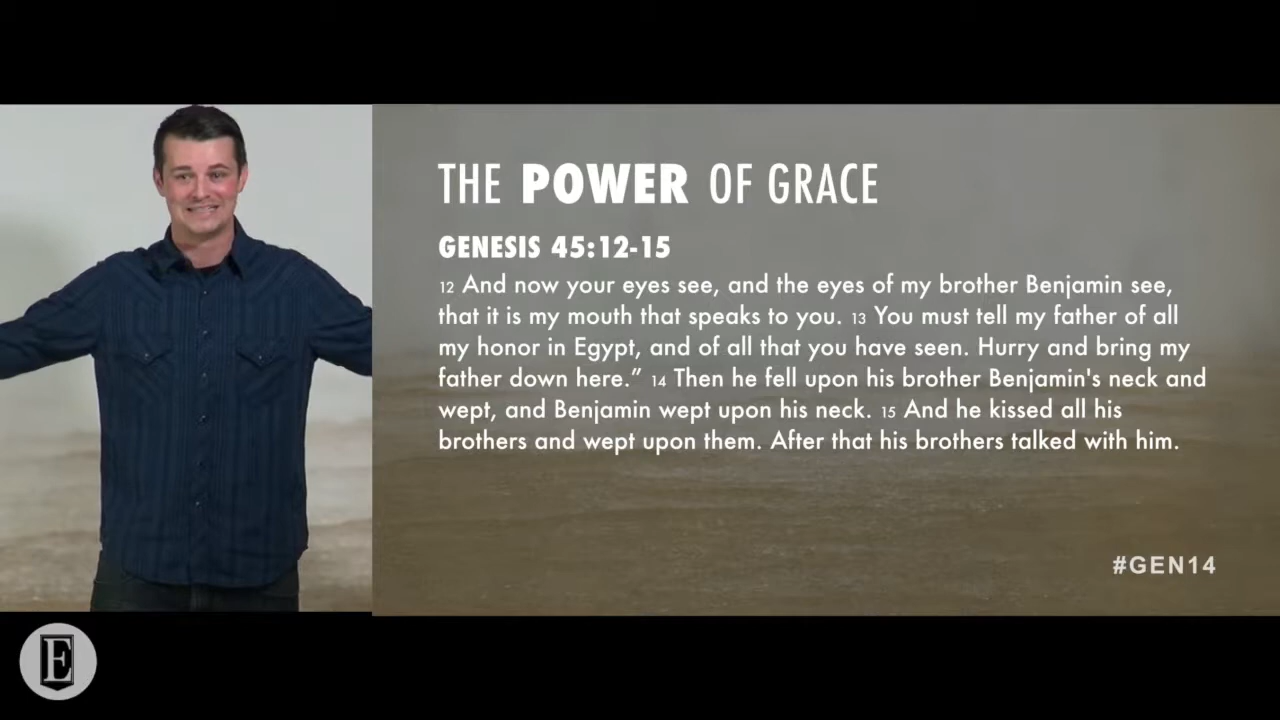 THE POWER OF GRACE
GENESIS 45:12-15
12 And now your eyes see, and the eyes of my brother Benjamin see,
that it is my mouth that speaks to you. 13 You must tell my father of all
my honor in Egypt, and of all that you have seen. Hurry and bring my
father down here.” 14 Then he fell upon his brother Benjamin's neck and
wept, and Benjamin wept upon his neck. 15 And he kissed all his
brothers and wept upon them. After that his brothers talked with him.
#GEN14
E